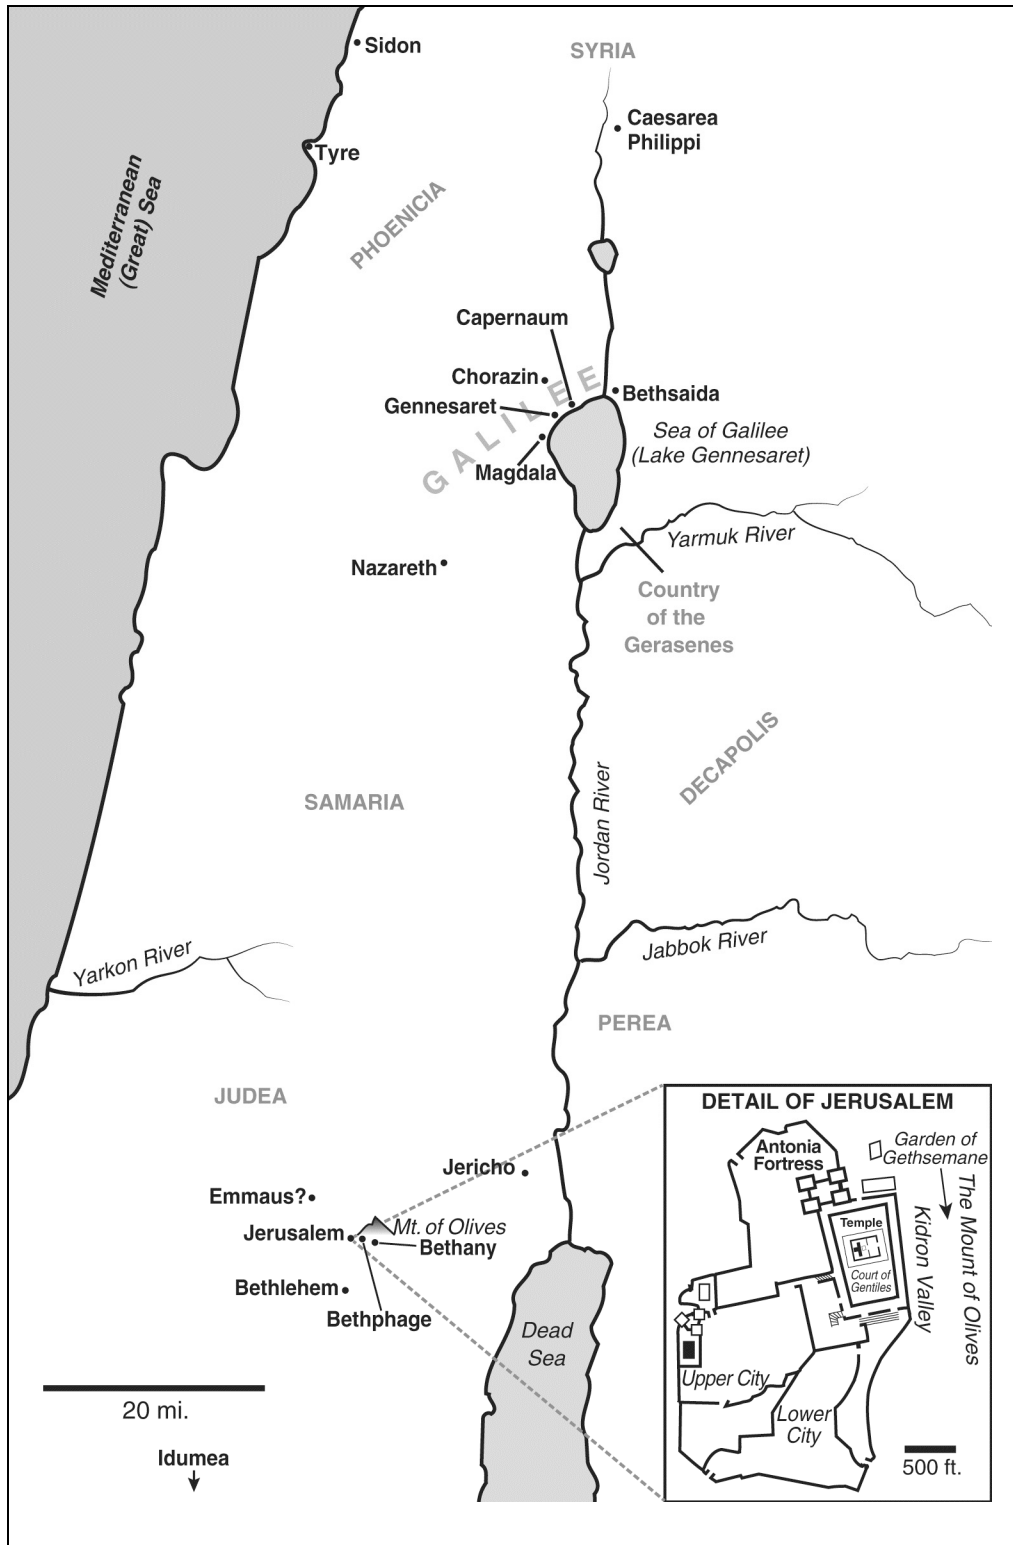 Sidon
SYRIA
Caesarea
Philippi
Tyre
Mediterranean
(Great) Sea
PHOENICIA
Capernaum
Chorazin
GALILEE
Gennesaret
Bethsaida
Sea of Galilee
(Lake Gennesaret)
Magdala
Yarmuk River
Nazareth
Country
of the
Gerasenes
DECAPOLIS
SAMARIA
Jordan River
Yarkon River
Jabbok River
PEREA
JUDEA
Jericho
Emmaus?
Jerusalem
Mt. of Olives
Bethany
Bethlehem
Bethphage
Dead
Sea
20 mi.
Idumea
DETAIL OF JERUSALEM
Antonia
Fortress
Garden of
Gethsemane
The Mount of Olives
Kidron Valley
Temple
Court of
Gentiles
Upper City
Lower
City
500 ft.